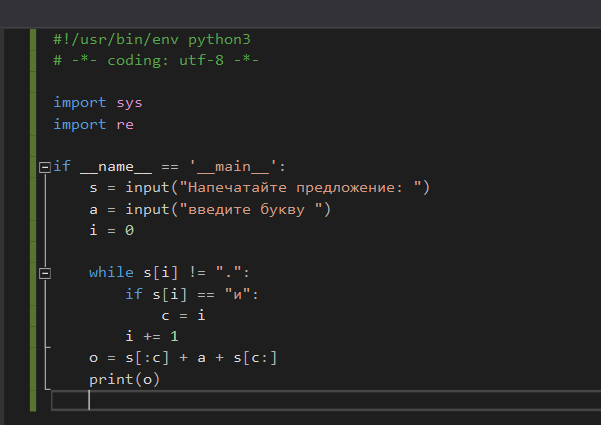 #!/usr/bin/env python3
# -*- coding: utf-8 -*-
import sys
import re
if __name__ == '__main__':
s = input("Напечатайте предложение: ")
a = input("введите букву ")
i = 0
while s[i] != ".":
if s[i] == "и":
c = i
i += 1
o = s[:c] + a + s[c:]
print(o)